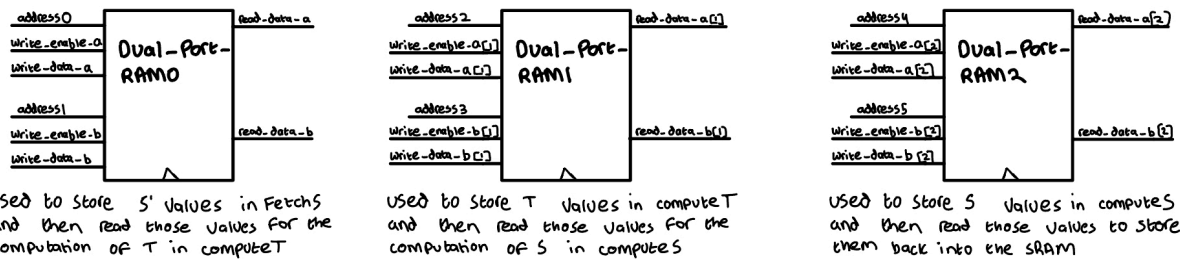 address0
read-data-a
write-enable-a
write-data-a
Dual-Port-
RAM0
address1
write-enable-b
read-data-b
write-data-b
sed to store S' values in Fetchs
nd then read those values for the
omputation of T in computeT
address2
read-data-a[1]
write-enable-a[1]
write-data-a[1]
Dual-Port-
RAM1
address3
write-enable-b[1]
read-data-b[1]
write-data-b[1]
used to store T values in computeT
and then read those values for the
computation of S in computeS
address4
read-data-a[2]
write-enable-a[2]
write-data-a[2]
Dual-Port-
RAM2
address5
write-enable-b[2]
read-data-b[2]
write-data-b[2]
used to store S values in computeS
and then read those values to store
them back into the SRAM